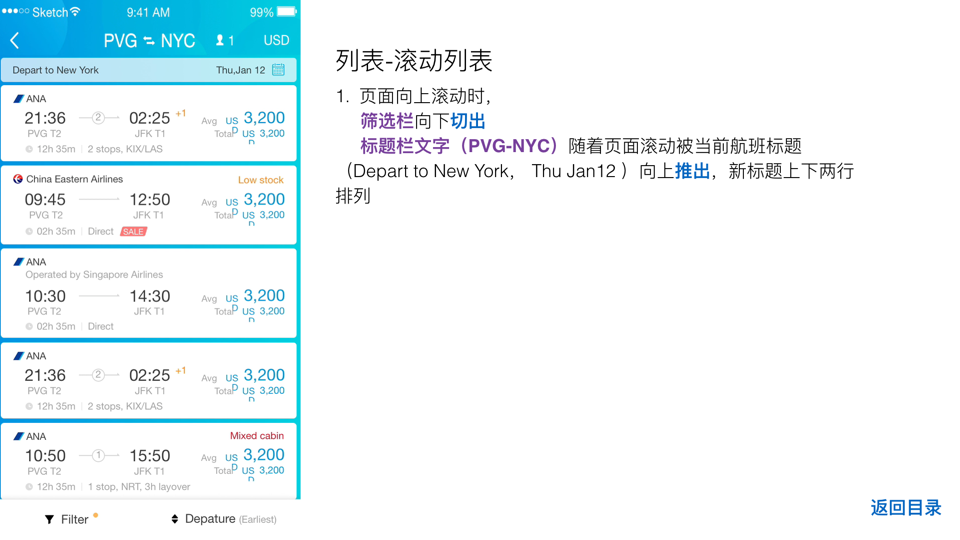 Sketch 9:41 AM 99%
PVG ⇆ NYC 1 USD
Depart to New York Thu,Jan 12
ANA
21:36 2 02:25 +1 Avg USD 3,200
PVG T2 JFK T1 Total USD 3,200
12h 35m 2 stops, KIX/LAS
China Eastern Airlines Low stock
09:45 12:50 Avg USD 3,200
PVG T2 JFK T1 Total USD 3,200
02h 35m Direct SALE
ANA
Operated by Singapore Airlines
10:30 14:30 Avg USD 3,200
PVG T2 JFK T1 Total USD 3,200
02h 35m Direct
ANA
21:36 2 02:25 +1 Avg USD 3,200
PVG T2 JFK T1 Total USD 3,200
12h 35m 2 stops, KIX/LAS
ANA Mixed cabin
10:50 1 15:50 Avg USD 3,200
PVG T2 JFK T1 Total USD 3,200
12h 35m 1 stop, NRT, 3h layover
Filter Depature (Earliest)
列表-滚动列表
1. 页面向上滚动时，
筛选栏向下切出
标题栏文字（PVG-NYC）随着页面滚动被当前航班标题
（Depart to New York， Thu Jan12 ）向上推出，新标题上下两行
排列
返回目录